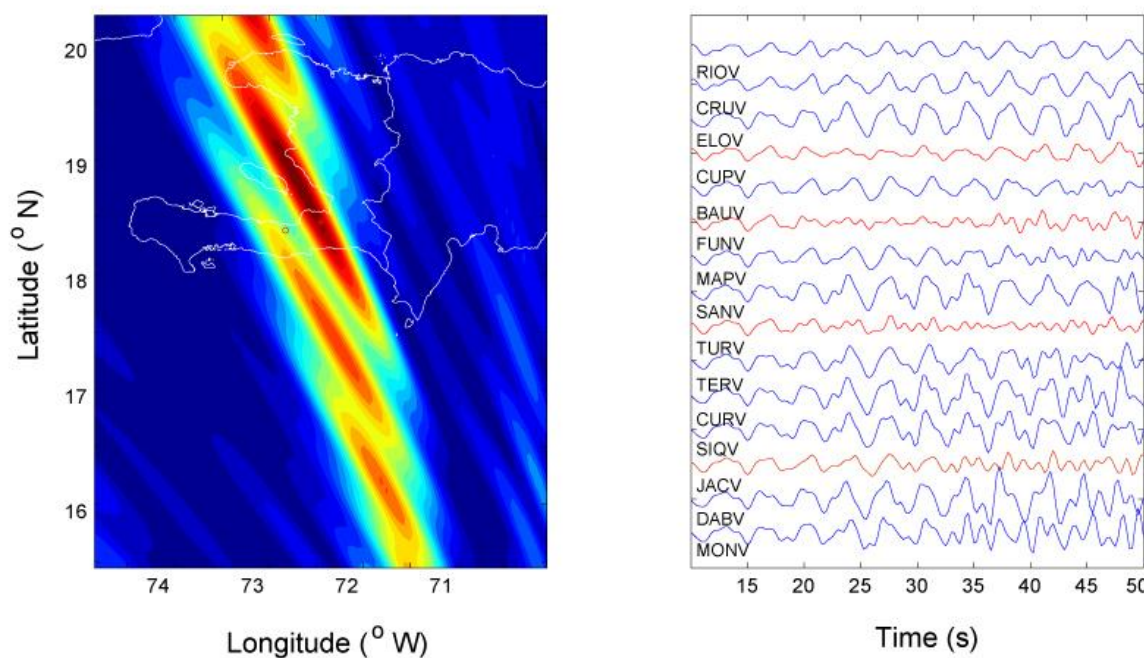 20
19
18
17
16
Latitude ( o N)
74 73 72 71
Longitude ( o W)
RIOV
CRUV
ELOV
CUPV
BAUV
FUNV
MAPV
SANV
TURV
TERV
CURV
SIQV
JACV
DABV
MONV
15 20 25 30 35 40 45 50
Time (s)